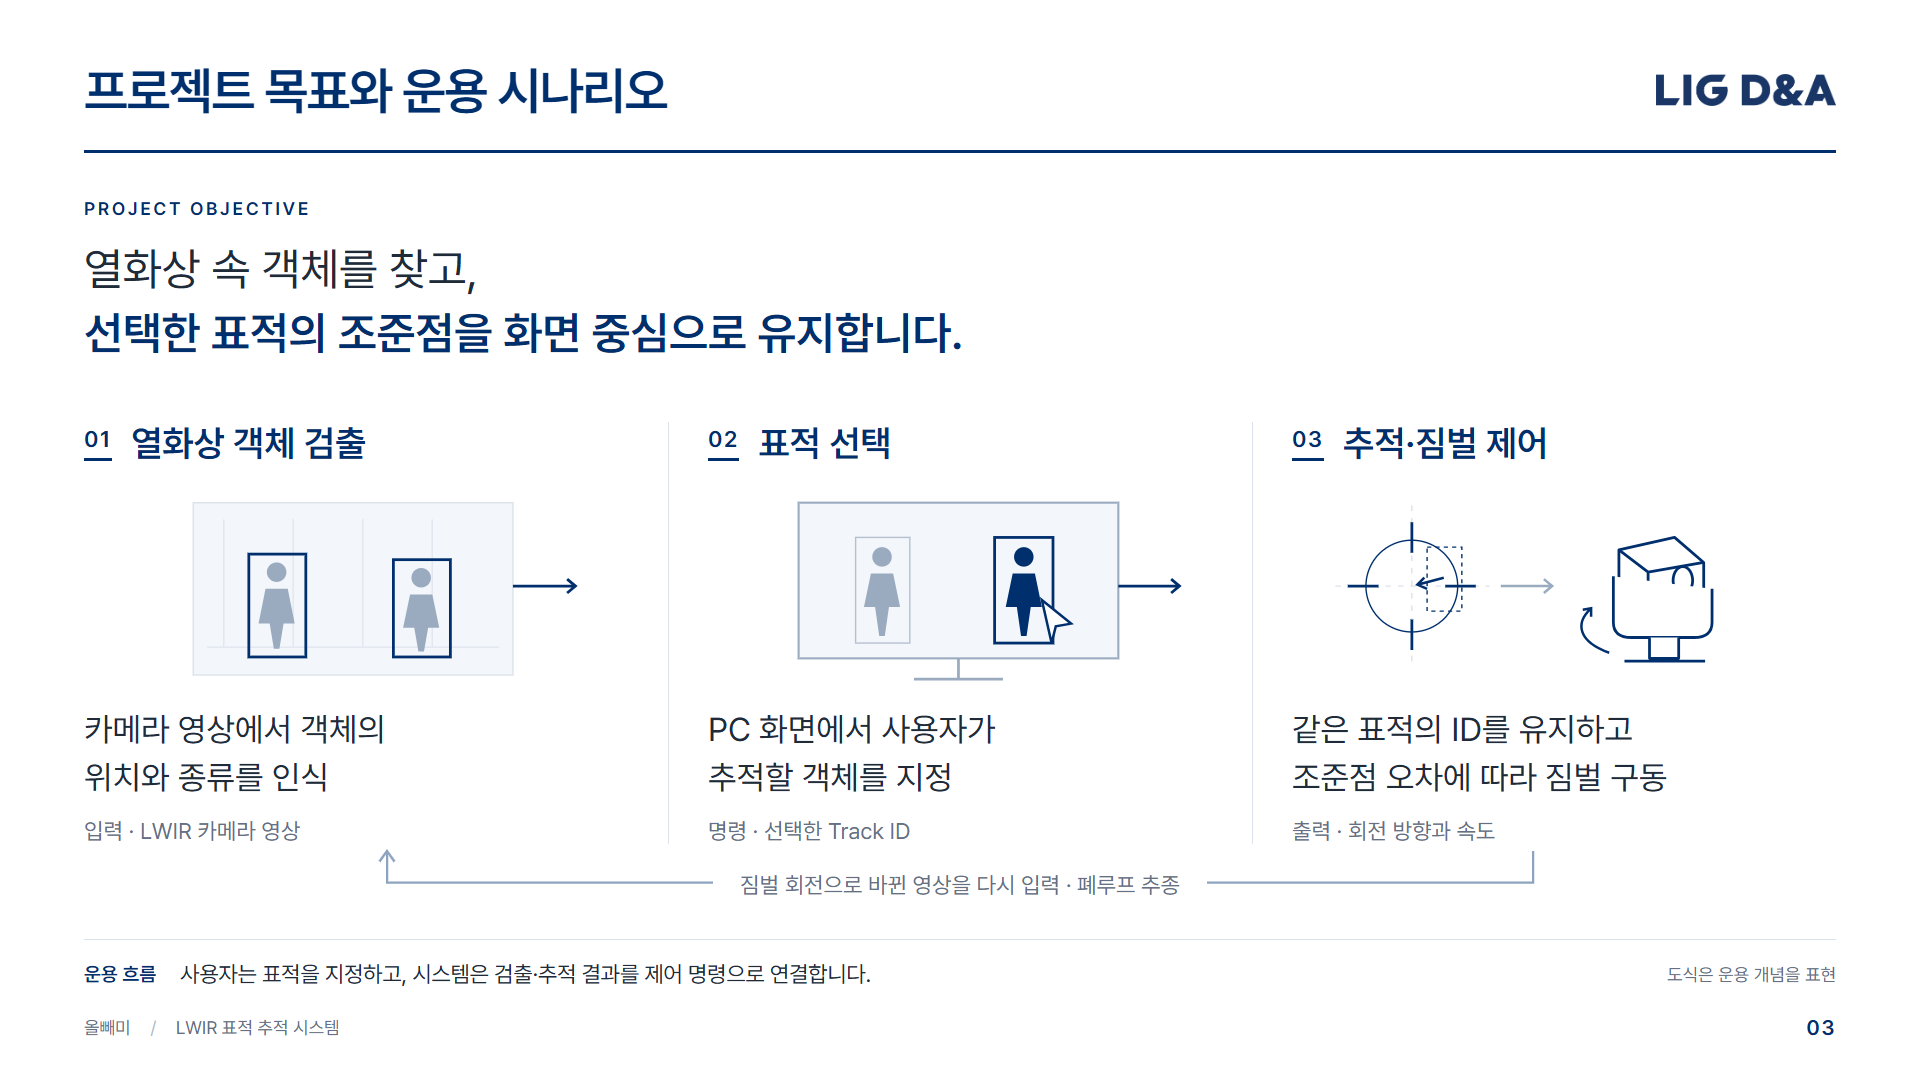 프로젝트 목표와 운용 시나리오
LIG D&A
PROJECT OBJECTIVE
열화상 속 객체를 찾고,
선택한 표적의 조준점을 화면 중심으로 유지합니다.
01 열화상 객체 검출
카메라 영상에서 객체의
위치와 종류를 인식
입력 · LWIR 카메라 영상
02 표적 선택
PC 화면에서 사용자가
추적할 객체를 지정
명령 · 선택한 Track ID
03 추적·짐벌 제어
같은 표적의 ID를 유지하고
조준점 오차에 따라 짐벌 구동
출력 · 회전 방향과 속도
짐벌 회전으로 바뀐 영상을 다시 입력 · 폐루프 추종
운용 흐름 사용자는 표적을 지정하고, 시스템은 검출·추적 결과를 제어 명령으로 연결합니다.
도식은 운용 개념을 표현
올빼미 / LWIR 표적 추적 시스템
03